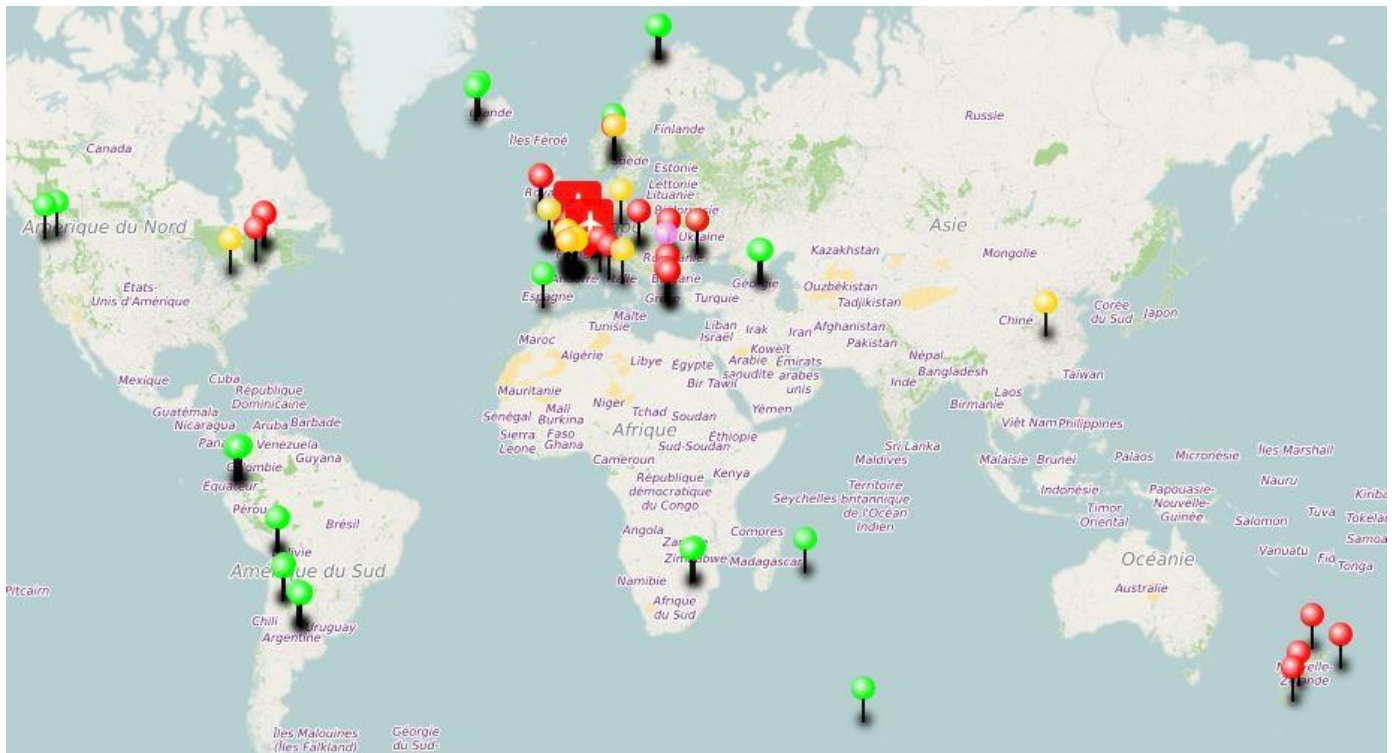 Islande
Îles Féroé
Finlande
Russie
Canada
Suède
Estonie
Lettonie
Lituanie
Amérique du Nord
Ukraine
Asie
Kazakhstan
Mongolie
Géorgie
États-
Unis d'Amérique
Espagne
Italie
Grèce
Turquie
Ouzbékistan
Tadjikistan
Chine
Corée
du Sud
Japon
Malte
Tunisie
Liban
Israël
Irak
Iran
Afghanistan
Pakistan
Maroc
Algérie
Libye
Égypte
Koweït
Arabie
saoudite
Émirats
arabes
unis
Népal
Bangladesh
Inde
Taïwan
Mexique
Cuba
République
Dominicaine
Mauritanie
Bir Tawil
Laos
Birmanie
Guatémala
Nicaragua
Aruba
Barbade
Sénégal
Mali
Burkina
Faso
Niger
Tchad
Soudan
Yémen
Viêt Nam
Philippines
Venezuela
Guyana
Colombie
Sierra
Leone
Ghana
Afrique
Sud-Soudan
Éthiopie
Sri Lanka
Maldives
Cameroun
Kenya
Malaisie
Brunei
Palaos
Micronésie
Îles Marshall
Équateur
République
démocratique
du Congo
Seychelles
Territoire
britannique
de l'Océan
Indien
Indonésie
Nauru
Pérou
Brésil
Angola
Comores
Timor
Oriental
Papouasie-
Nouvelle-
Guinée
Salomon
Tuva
Kiriba
Tokelau
Samoa
Zimbabwe
Madagascar
Amérique du Sud
Océanie
Vanuatu
Tonga
Pitcairn
Namibie
Afrique
du Sud
Australie
Chili
Argentine
Uruguay
Nouvelle-
Zélande
Îles Malouines
(Îles Falkland)
Géorgie
du Sud-